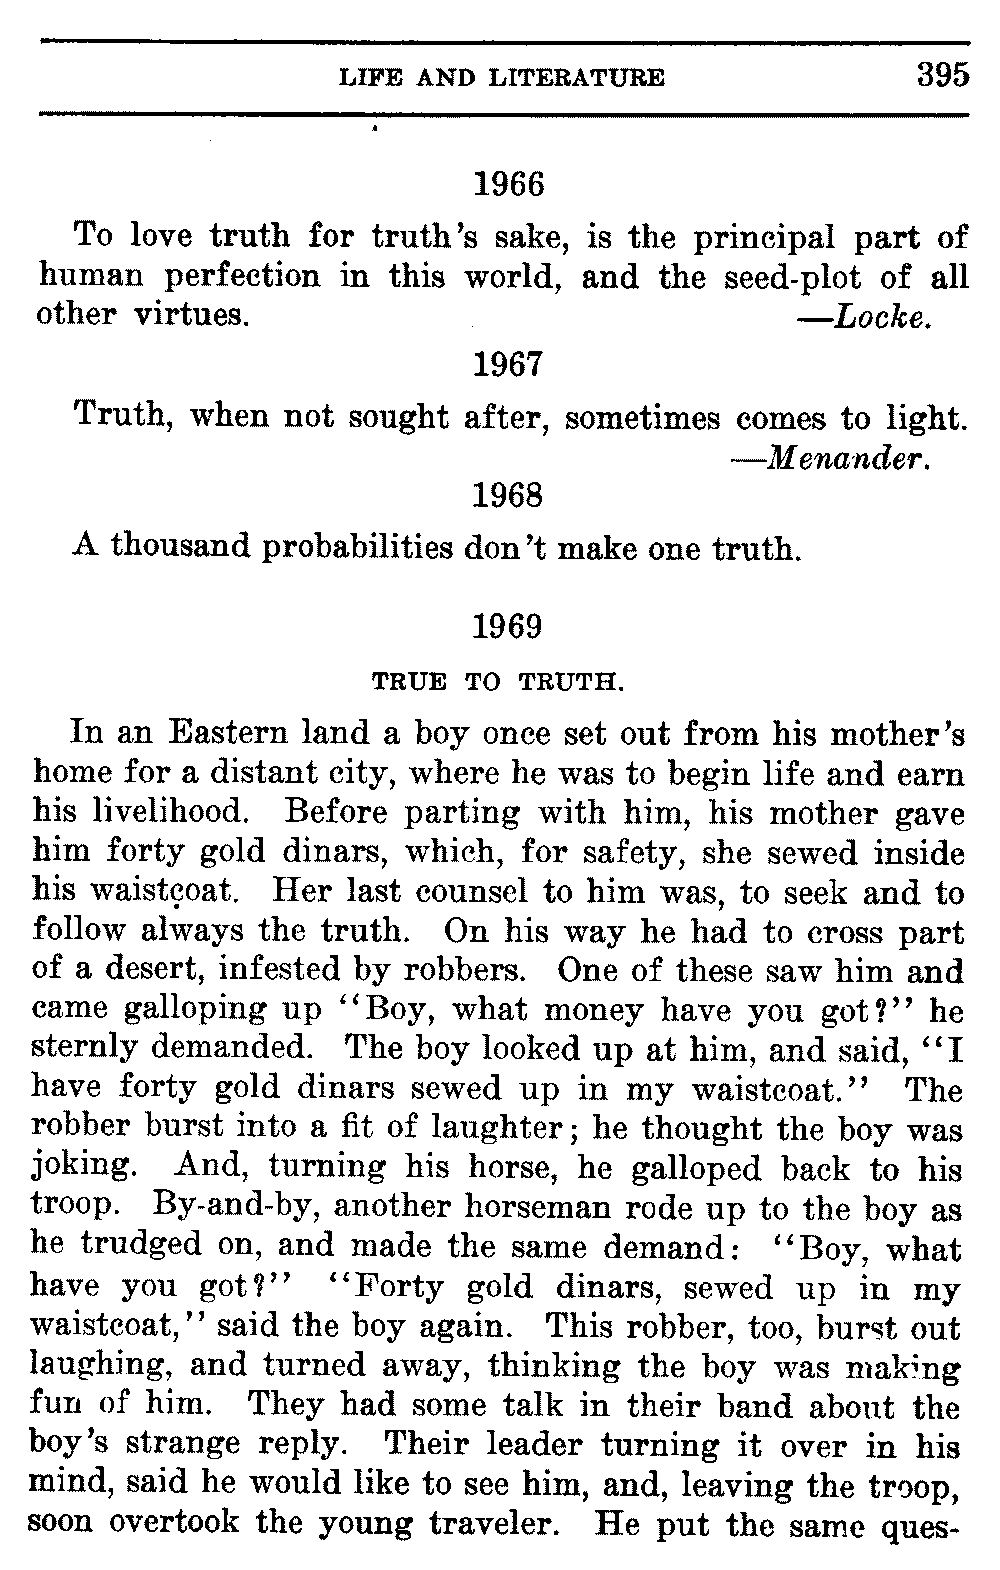 LIFE AND LITERATURE 395
1966
To love truth for truth's sake, is the principal part of
human perfection in this world, and the seed-plot of all
other virtues. —Locke.
1967
Truth, when not sought after, sometimes comes to light.
—Menander.
1968
A thousand probabilities don't make one truth.
1969
TRUE TO TRUTH.
In an Eastern land a boy once set out from his mother's
home for a distant city, where he was to begin life and earn
his livelihood. Before parting with him, his mother gave
him forty gold dinars, which, for safety, she sewed inside
his waistcoat. Her last counsel to him was, to seek and to
follow always the truth. On his way he had to cross part
of a desert, infested by robbers. One of these saw him and
came galloping up "Boy, what money have you got?" he
sternly demanded. The boy looked up at him, and said, "I
have forty gold dinars sewed up in my waistcoat." The
robber burst into a fit of laughter; he thought the boy was
joking. And, turning his horse, he galloped back to his
troop. By-and-by, another horseman rode up to the boy as
he trudged on, and made the same demand: "Boy, what
have you got?" "Forty gold dinars, sewed up in my
waistcoat," said the boy again. This robber, too, burst out
laughing, and turned away, thinking the boy was making
fun of him. They had some talk in their band about the
boy's strange reply. Their leader turning it over in his
mind, said he would like to see him, and, leaving the troop,
soon overtook the young traveler. He put the same ques-